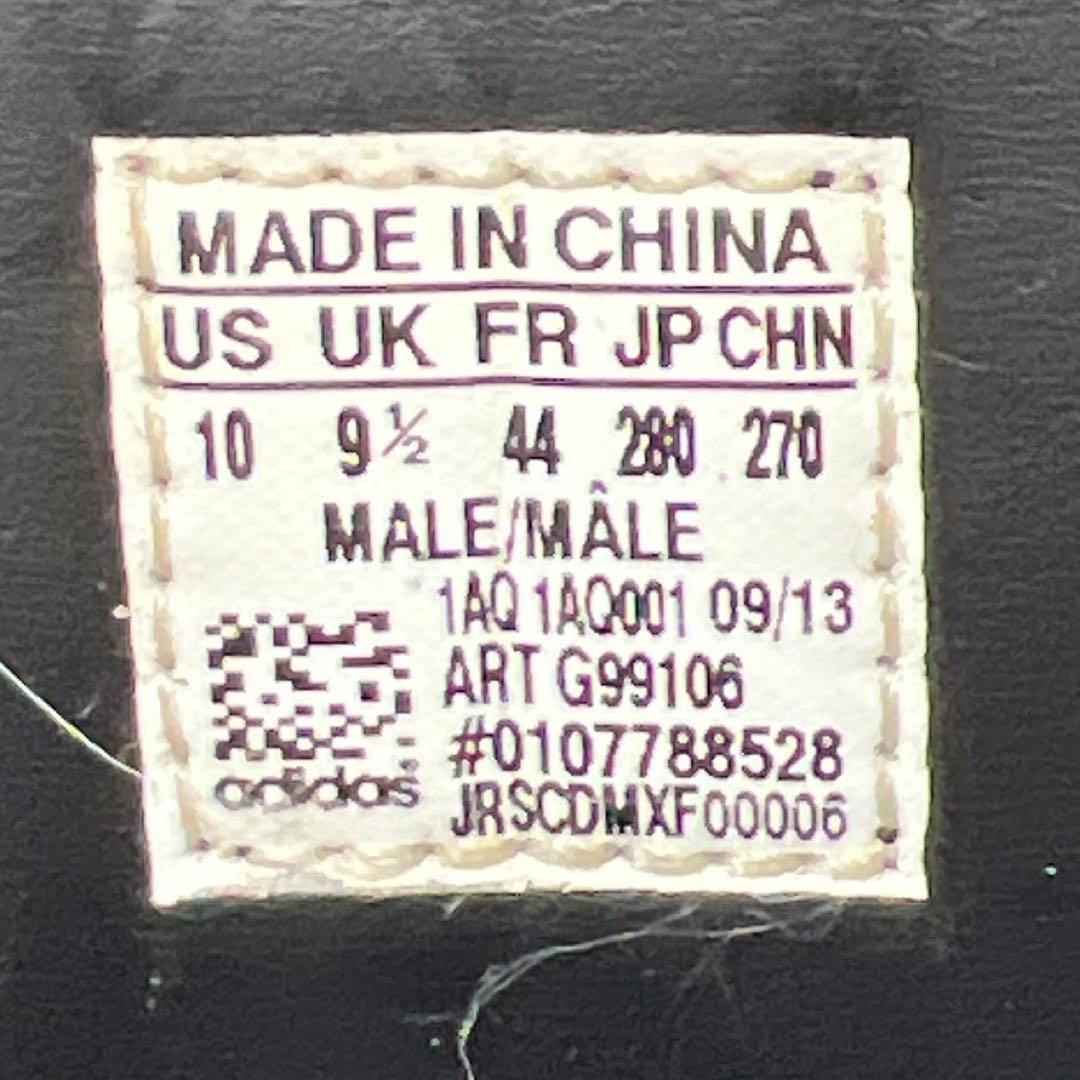 MADE IN CHINA
US UK FR JP CHN
10 9½ 44 280 270
MALE/MÂLE
1AQ 1AQ001 09/13
ART G99106
#0107788528
adidas
JRSCDMXF00006